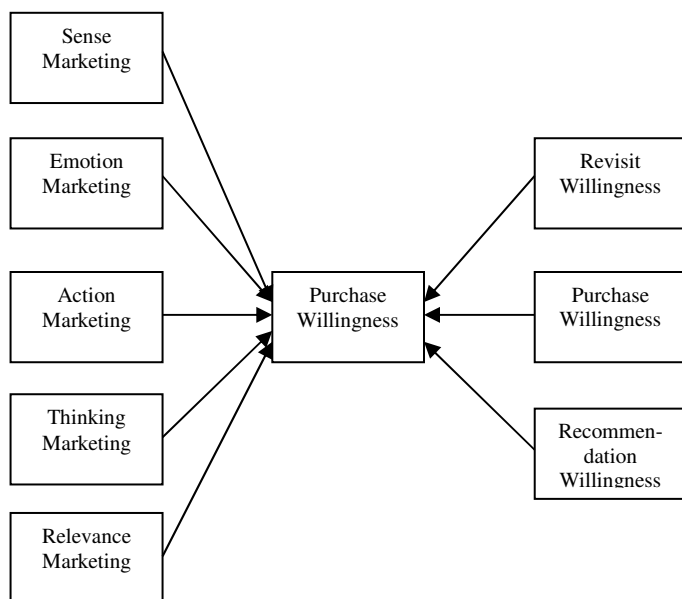 Sense
Marketing
Emotion
Marketing
Action
Marketing
Thinking
Marketing
Relevance
Marketing
Purchase
Willingness
Revisit
Willingness
Purchase
Willingness
Recommen-
dation
Willingness